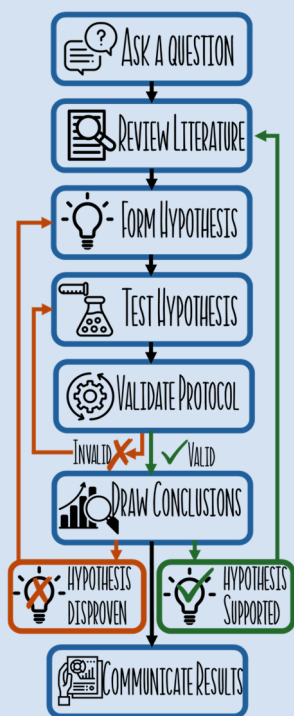 Ask a question
Review Literature
Form Hypothesis
Test Hypothesis
Validate Protocol
Invalid
Valid
Draw Conclusions
Hypothesis
Disproven
Hypothesis
Supported
Communicate Results